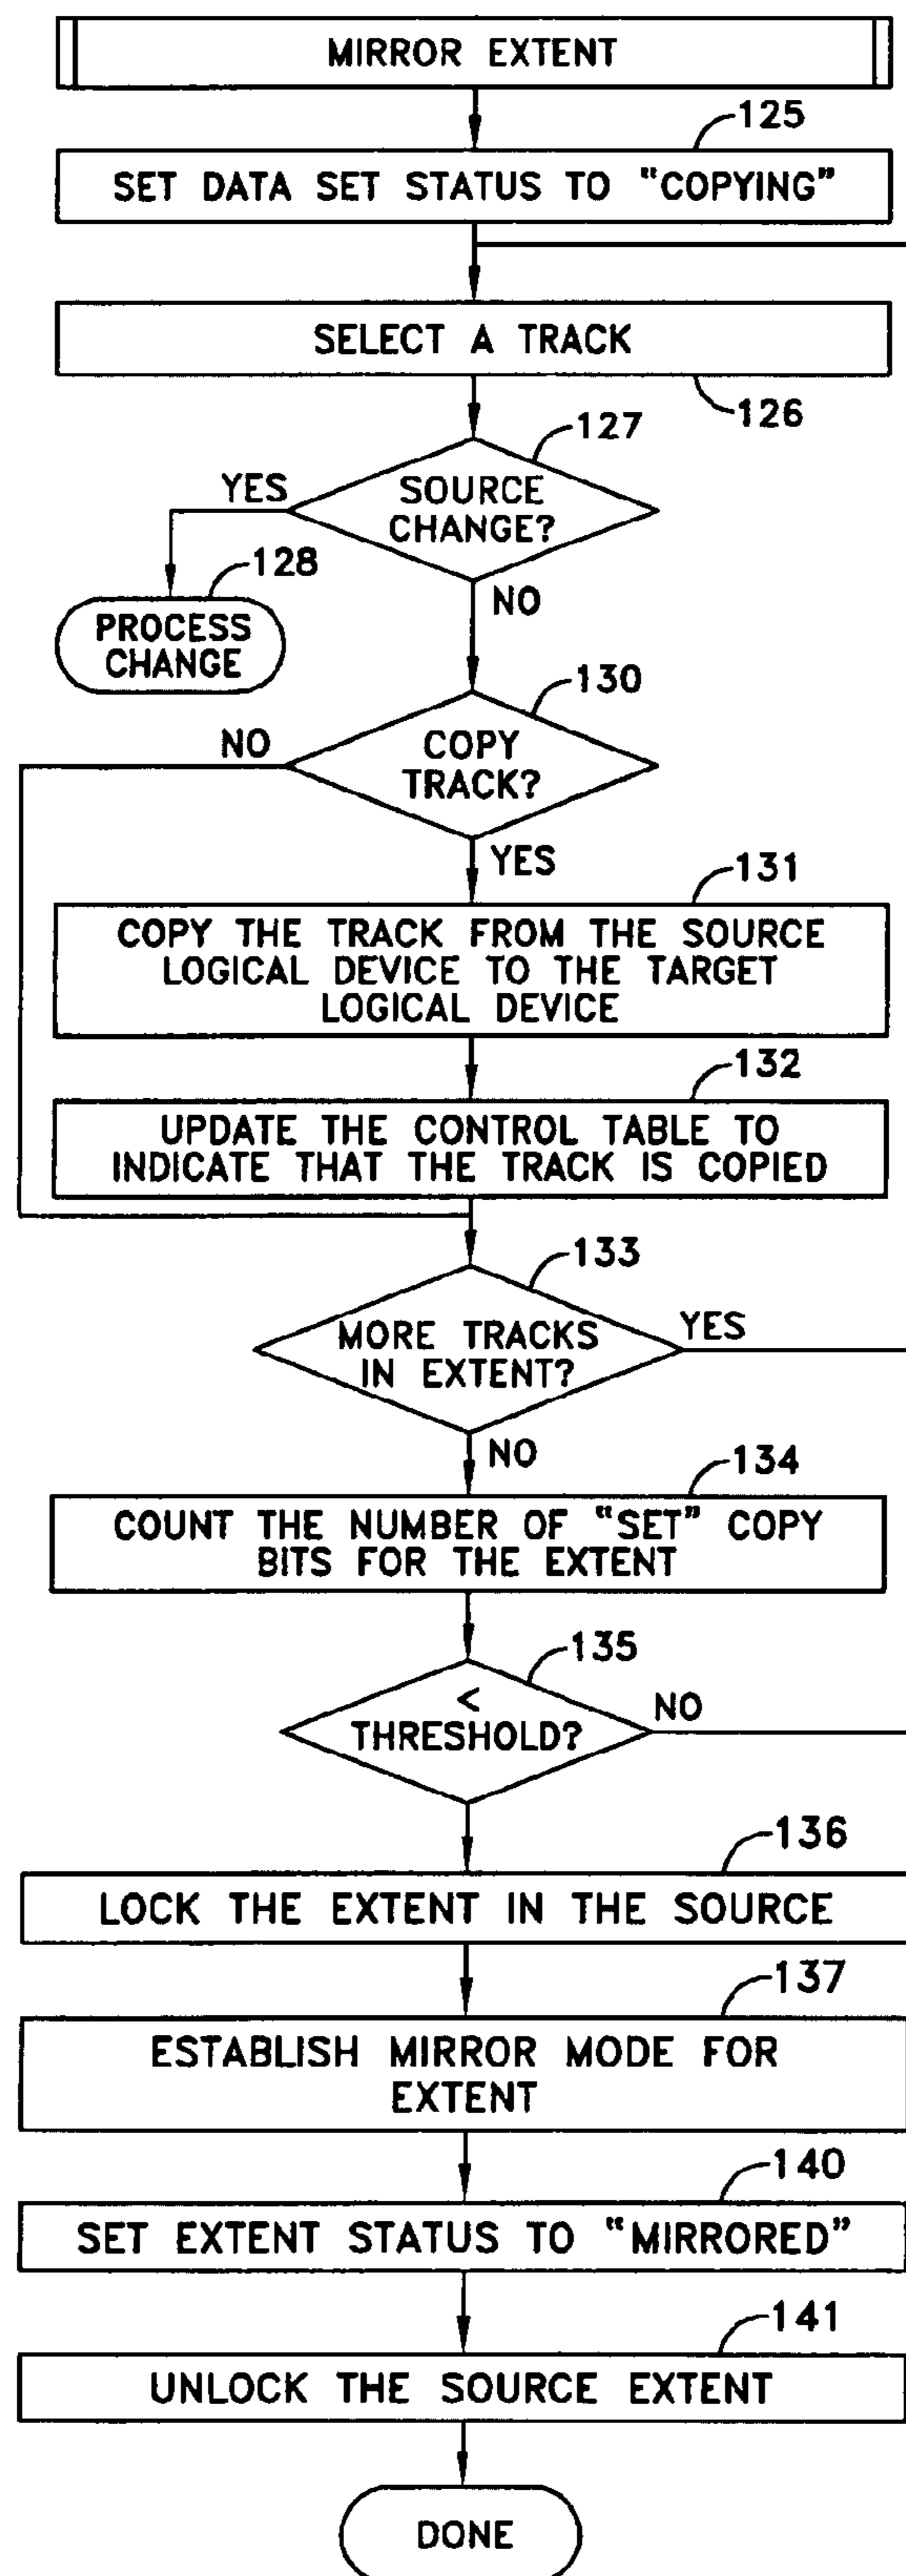 MIRROR EXTENT
125
SET DATA SET STATUS TO "COPYING"
SELECT A TRACK
126
127
SOURCE
CHANGE?
YES
128
PROCESS
CHANGE
NO
130
COPY
TRACK?
NO
YES
131
COPY THE TRACK FROM THE SOURCE
LOGICAL DEVICE TO THE TARGET
LOGICAL DEVICE
132
UPDATE THE CONTROL TABLE TO
INDICATE THAT THE TRACK IS COPIED
133
MORE TRACKS
IN EXTENT?
YES
NO
134
COUNT THE NUMBER OF "SET" COPY
BITS FOR THE EXTENT
135
<
THRESHOLD?
NO
136
LOCK THE EXTENT IN THE SOURCE
137
ESTABLISH MIRROR MODE FOR
EXTENT
140
SET EXTENT STATUS TO "MIRRORED"
141
UNLOCK THE SOURCE EXTENT
DONE